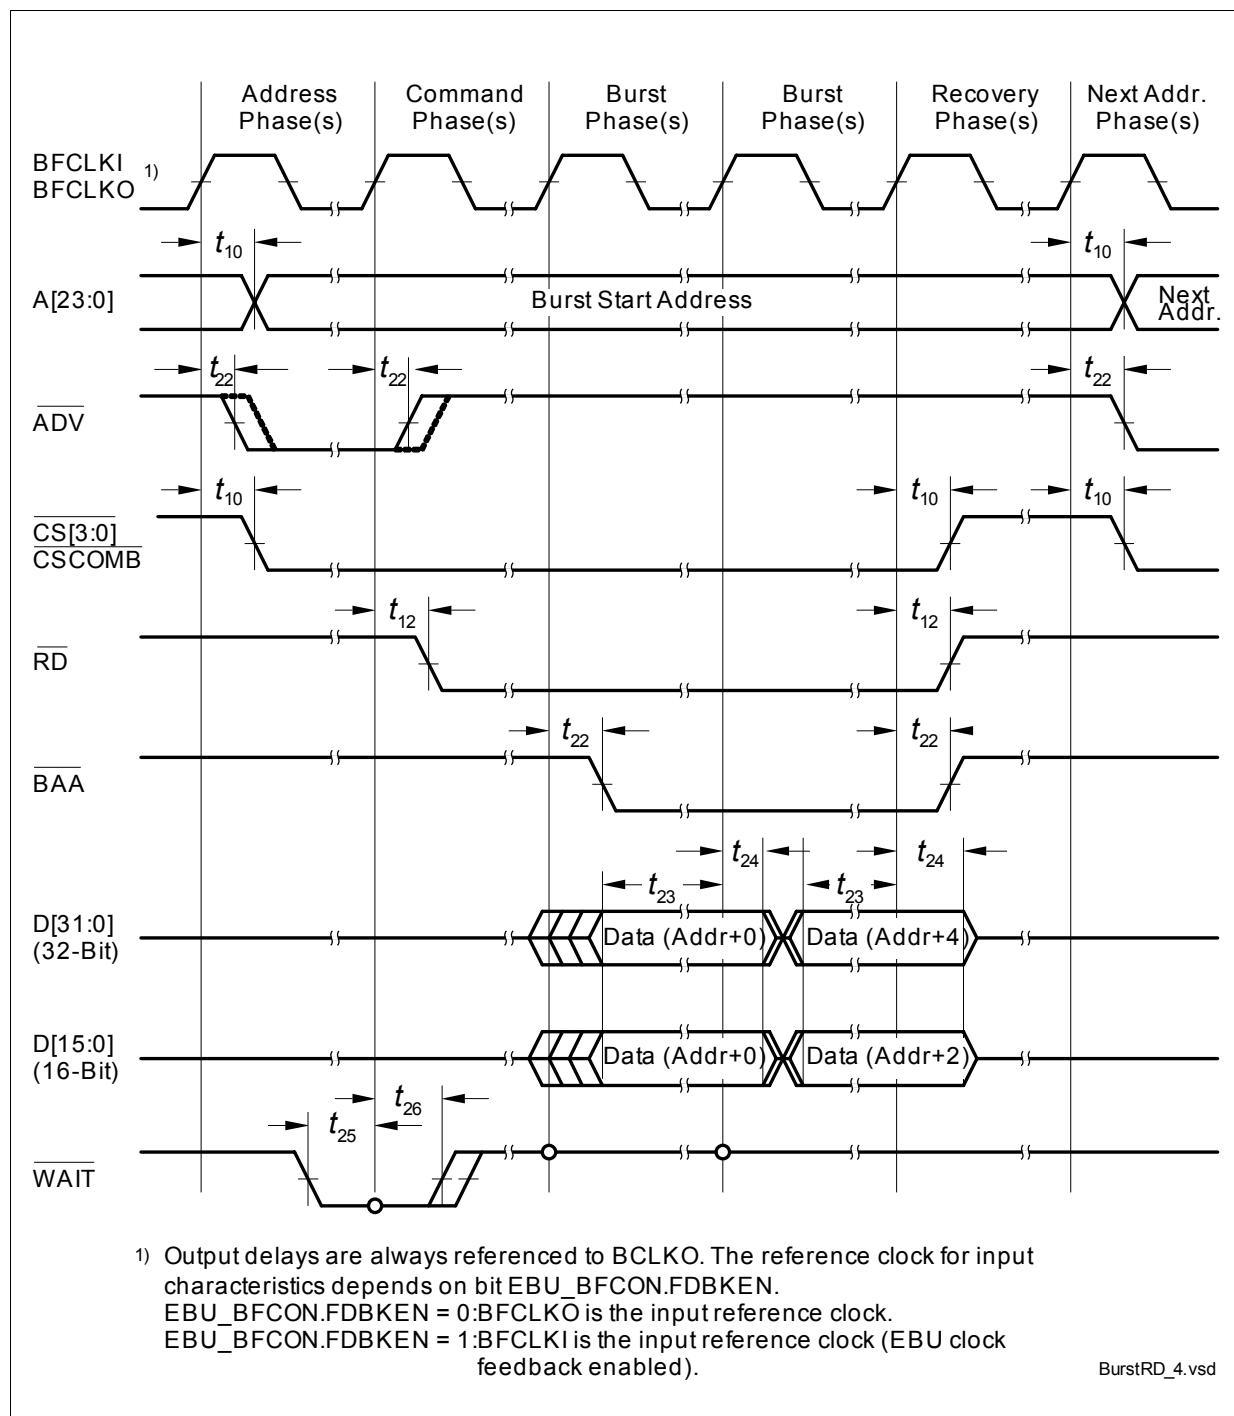 Address Phase(s)
Command Phase(s)
Burst Phase(s)
Burst Phase(s)
Recovery Phase(s)
Next Addr. Phase(s)
BFCLKI
BFCLKO 1)
t10
t10
A[23:0]
Burst Start Address
Next Addr.
t22
t22
t22
ADV
t10
t10
t10
CS[3:0]
CSCOMB
t12
t12
RD
t22
t22
BAA
t24
t24
t23
t23
D[31:0]
(32-Bit)
Data (Addr+0)
Data (Addr+4)
D[15:0]
(16-Bit)
Data (Addr+0)
Data (Addr+2)
t26
t25
WAIT
1) Output delays are always referenced to BCLKO. The reference clock for input
characteristics depends on bit EBU_BFCON.FDBKEN.
EBU_BFCON.FDBKEN = 0:BFCLKO is the input reference clock.
EBU_BFCON.FDBKEN = 1:BFCLKI is the input reference clock (EBU clock
feedback enabled).
BurstRD_4.vsd